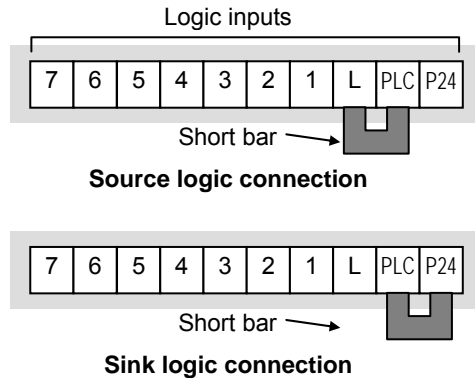 Logic inputs
7 6 5 4 3 2 1 L PLC P24
Short bar
Source logic connection
7 6 5 4 3 2 1 L PLC P24
Short bar
Sink logic connection